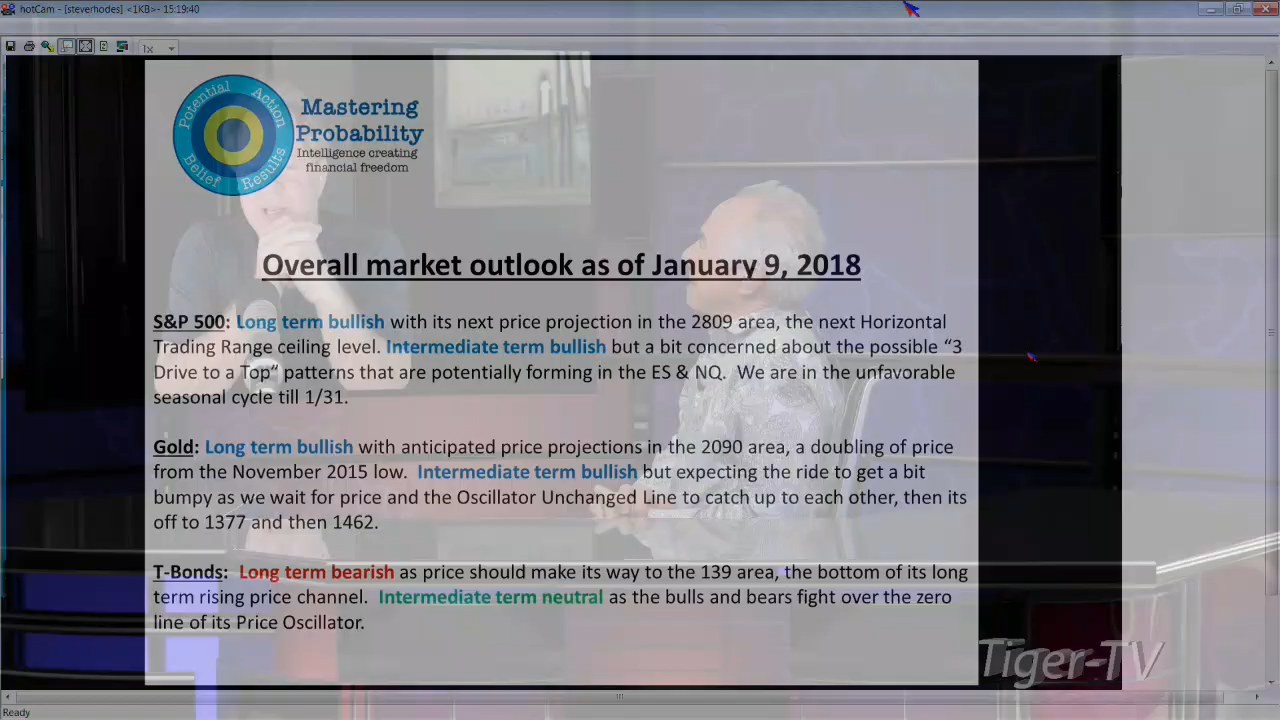 hotCam - [steverhodes] <1KB>- 15:19:40
1x
Potential Action
Belief Results
Mastering
Probability
Intelligence creating
financial freedom
Overall market outlook as of January 9, 2018
S&P 500: Long term bullish with its next price projection in the 2809 area, the next Horizontal
Trading Range ceiling level. Intermediate term bullish but a bit concerned about the possible “3
Drive to a Top“ patterns that are potentially forming in the ES & NQ. We are in the unfavorable
seasonal cycle till 1/31.
Gold: Long term bullish with anticipated price projections in the 2090 area, a doubling of price
from the November 2015 low. Intermediate term bullish but expecting the ride to get a bit
bumpy as we wait for price and the Oscillator Unchanged Line to catch up to each other, then its
off to 1377 and then 1462.
T-Bonds: Long term bearish as price should make its way to the 139 area, the bottom of its long
term rising price channel. Intermediate term neutral as the bulls and bears fight over the zero
line of its Price Oscillator.
Tiger-TV
Ready